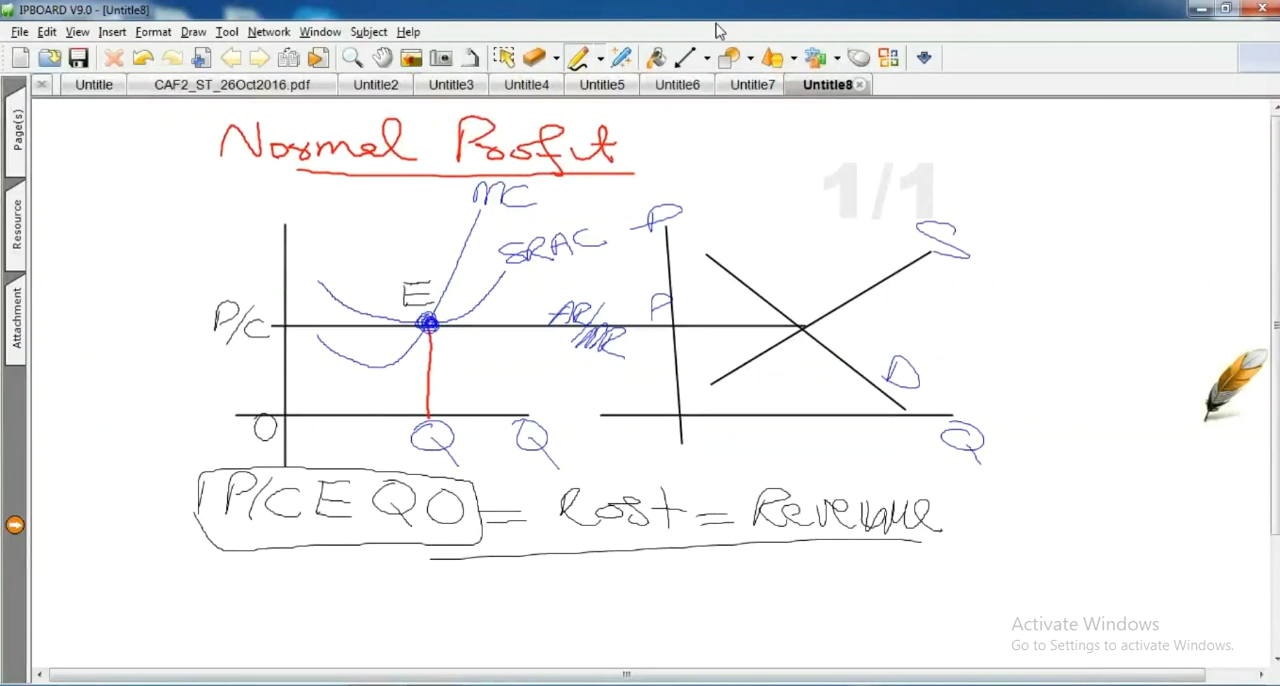 IPBOARD V9.0 - [Untitle8]
File Edit View Insert Format Draw Tool Network Window Subject Help
Untitle CAF2_ST_26Oct2016.pdf Untitle2 Untitle3 Untitle4 Untitle5 Untitle6 Untitle7 Untitle8
Page(s)
Resource
Attachment
1/1
Normal Profit
MC
SRAC
P
S
E
P/C
AR/MR
P
D
O
Q
Q
Q
P/C E Q O = Cost = Revenue
Activate Windows
Go to Settings to activate Windows.